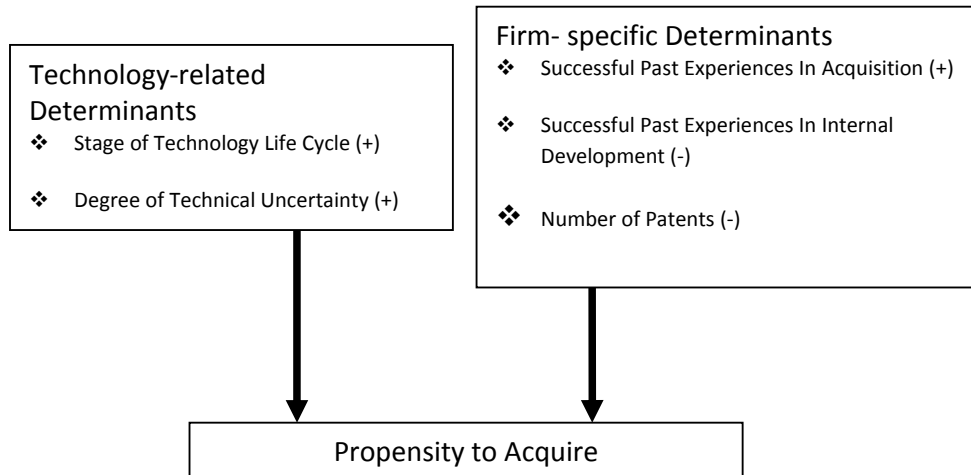 Technology-related
Determinants
❖ Stage of Technology Life Cycle (+)
❖ Degree of Technical Uncertainty (+)
Firm- specific Determinants
❖ Successful Past Experiences In Acquisition (+)
❖ Successful Past Experiences In Internal
Development (-)
❖ Number of Patents (-)
Propensity to Acquire